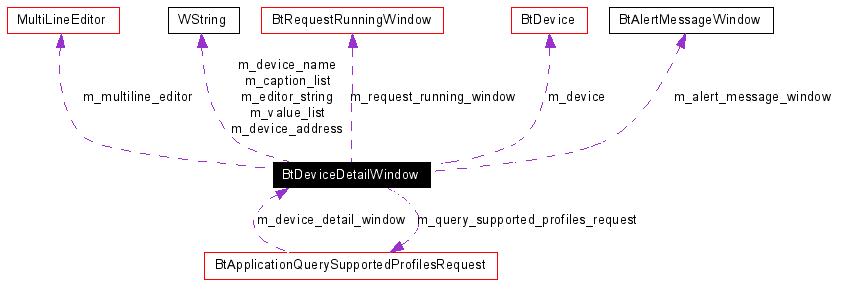 MultiLineEditor
WString
BtRequestRunningWindow
BtDevice
BtAlertMessageWindow
m_multiline_editor
m_device_name
m_caption_list
m_editor_string
m_value_list
m_device_address
m_request_running_window
m_device
m_alert_message_window
BtDeviceDetailWindow
m_device_detail_window
m_query_supported_profiles_request
BtApplicationQuerySupportedProfilesRequest